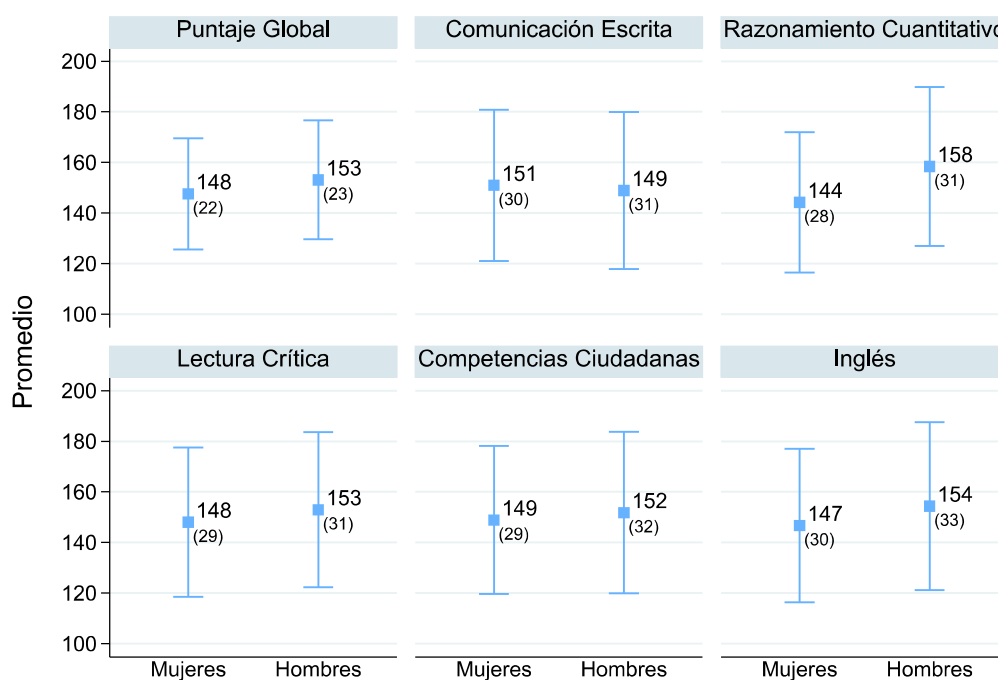 Puntaje Global
Comunicación Escrita
Razonamiento Cuantitativo
200
180
160
140
120
100
148
(22)
153
(23)
151
(30)
149
(31)
144
(28)
158
(31)
Promedio
Lectura Crítica
Competencias Ciudadanas
Inglés
200
180
160
140
120
100
148
(29)
153
(31)
149
(29)
152
(32)
147
(30)
154
(33)
Mujeres
Hombres
Mujeres
Hombres
Mujeres
Hombres